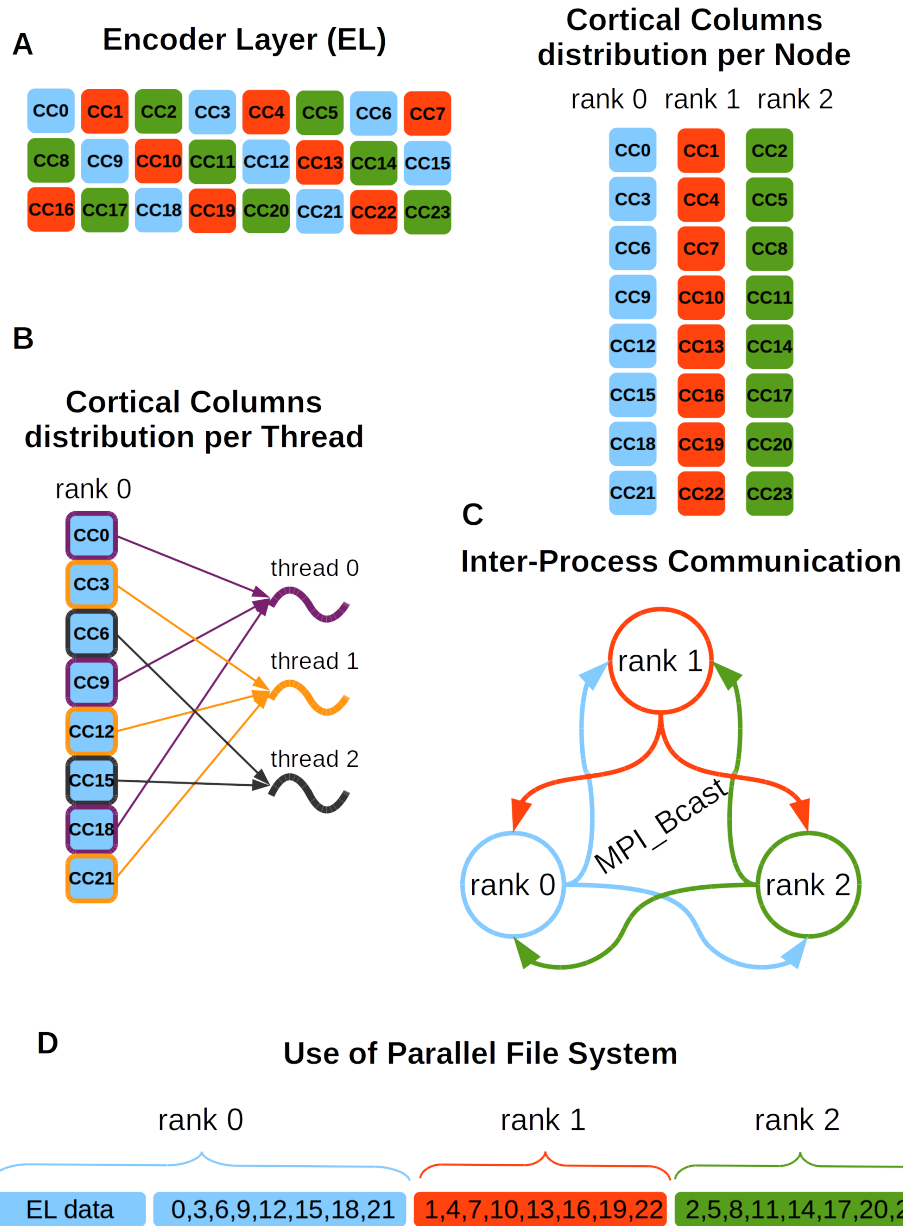 A
Encoder Layer (EL)
CC0 CC1 CC2 CC3 CC4 CC5 CC6 CC7
CC8 CC9 CC10 CC11 CC12 CC13 CC14 CC15
CC16 CC17 CC18 CC19 CC20 CC21 CC22 CC23
Cortical Columns
distribution per Node
rank 0 rank 1 rank 2
CC0 CC1 CC2
CC3 CC4 CC5
CC6 CC7 CC8
CC9 CC10 CC11
CC12 CC13 CC14
CC15 CC16 CC17
CC18 CC19 CC20
CC21 CC22 CC23
B
Cortical Columns
distribution per Thread
rank 0
CC0
CC3
CC6
CC9
CC12
CC15
CC18
CC21
thread 0
thread 1
thread 2
C
Inter-Process Communication
rank 1
MPI_Bcast
rank 0
rank 2
D
Use of Parallel File System
rank 0 rank 1 rank 2
EL data 0,3,6,9,12,15,18,21 1,4,7,10,13,16,19,22 2,5,8,11,14,17,20,2